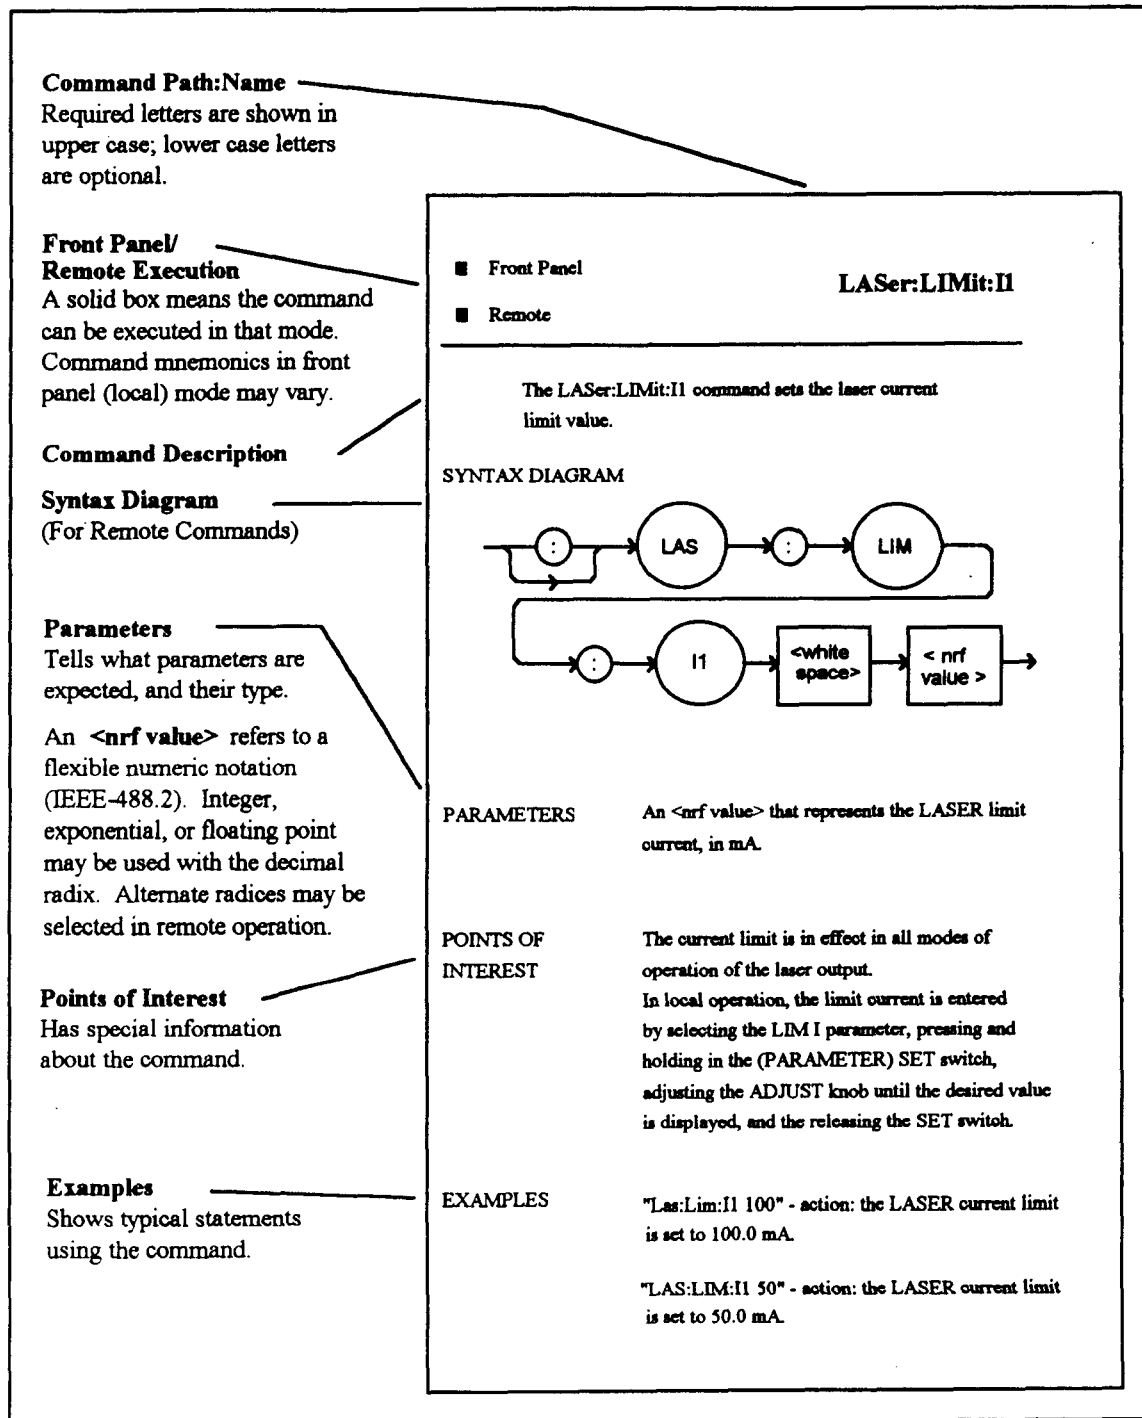 Command Path:Name
Required letters are shown in
upper case; lower case letters
are optional.
Front Panel/
Remote Execution
A solid box means the command
can be executed in that mode.
Command mnemonics in front
panel (local) mode may vary.
Command Description
Syntax Diagram
(For Remote Commands)
Parameters
Tells what parameters are
expected, and their type.
An <nrf value> refers to a
flexible numeric notation
(IEEE-488.2). Integer,
exponential, or floating point
may be used with the decimal
radix. Alternate radices may be
selected in remote operation.
Points of Interest
Has special information
about the command.
Examples
Shows typical statements
using the command.
■ Front Panel
LASer:LIMit:I1
■ Remote
The LASer:LIMit:I1 command sets the laser current
limit value.
SYNTAX DIAGRAM
: LAS : LIM
: I1 <white space> < nrf value >
PARAMETERS An <nrf value> that represents the LASER limit
current, in mA.
POINTS OF The current limit is in effect in all modes of
INTEREST operation of the laser output.
In local operation, the limit current is entered
by selecting the LIM I parameter, pressing and
holding in the (PARAMETER) SET switch,
adjusting the ADJUST knob until the desired value
is displayed, and the releasing the SET switch.
EXAMPLES "Las:Lim:I1 100" - action: the LASER current limit
is set to 100.0 mA.
"LAS:LIM:I1 50" - action: the LASER current limit
is set to 50.0 mA.